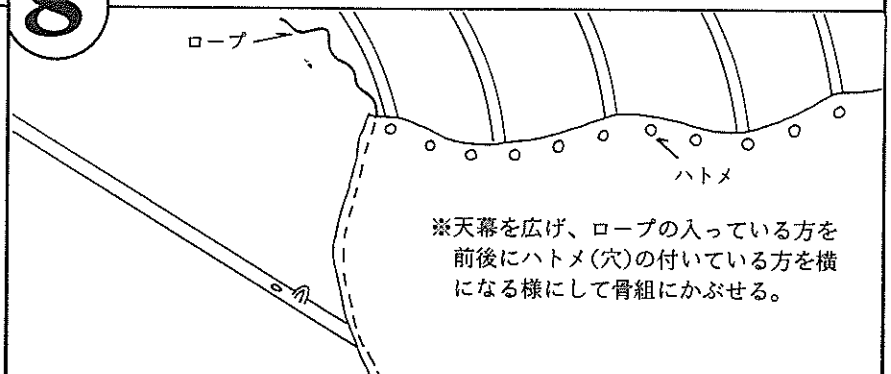 8
ロープ
ハトメ
※天幕を広げ、ロープの入っている方を
前後にハトメ(穴)の付いている方を横
になる様にして骨組にかぶせる。